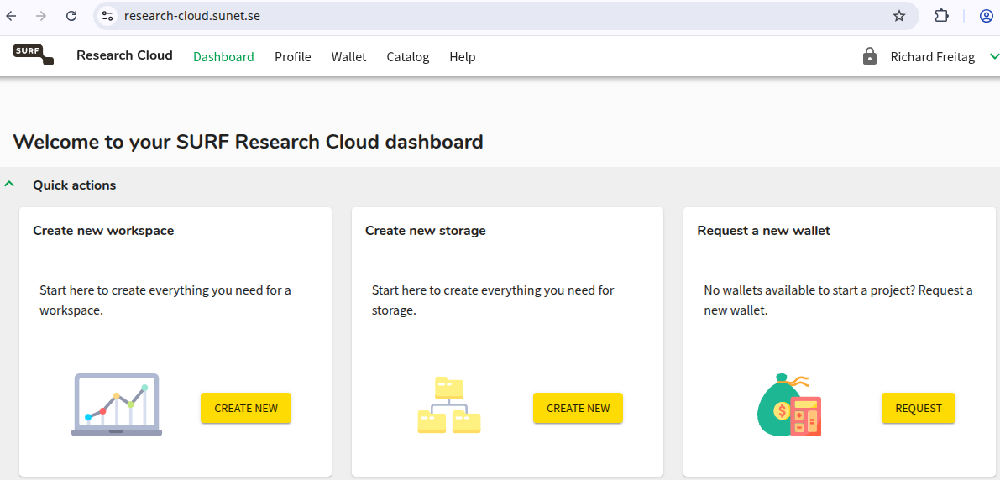 research-cloud.sunet.se
SURF
Research Cloud
Dashboard
Profile
Wallet
Catalog
Help
Richard Freitag
Welcome to your SURF Research Cloud dashboard
Quick actions
Create new workspace
Start here to create everything you need for a
workspace.
CREATE NEW
Create new storage
Start here to create everything you need for
storage.
CREATE NEW
Request a new wallet
No wallets available to start a project? Request a
new wallet.
$
REQUEST